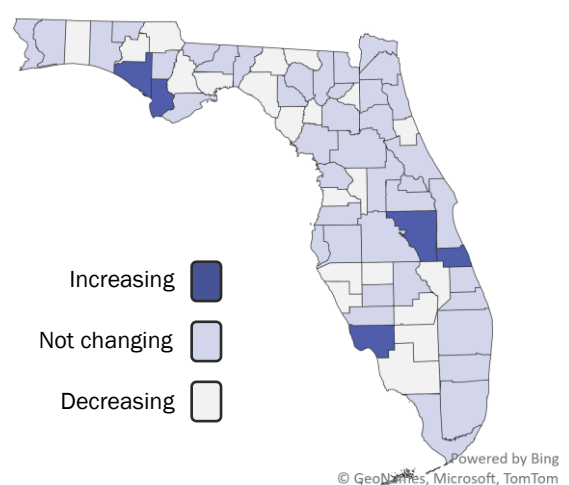 Increasing
Not changing
Decreasing
Powered by Bing
© GeoNames, Microsoft, TomTom